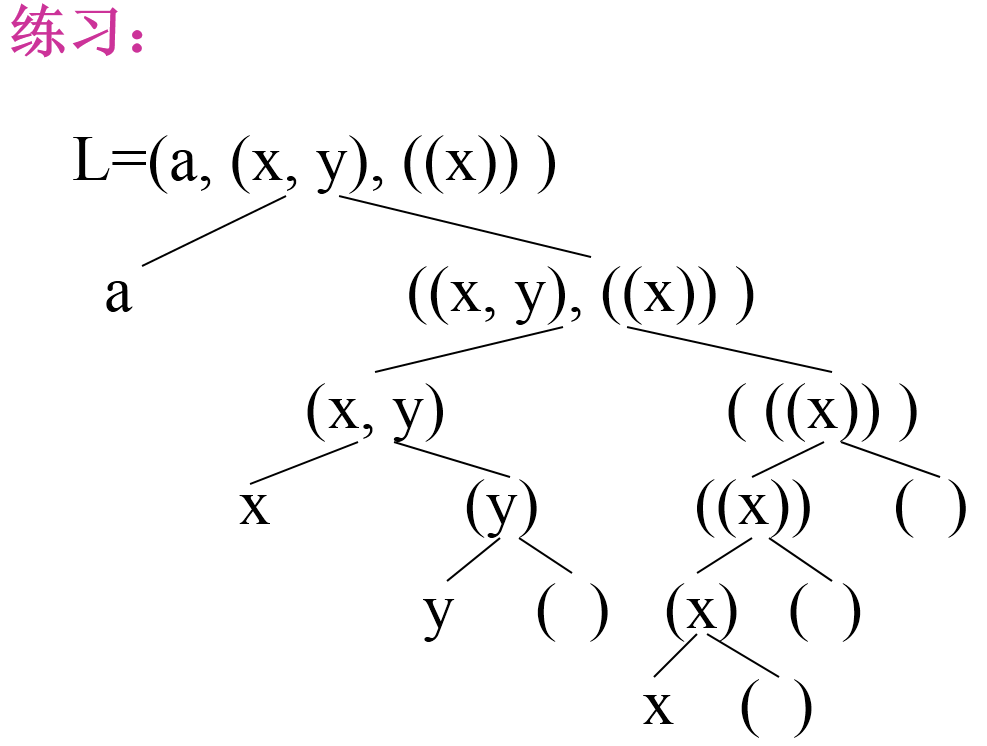 练习：
L=(a, (x, y), ((x)) )
a ((x, y), ((x)) )
(x, y) ( ((x)) )
x (y) ((x)) ( )
y ( ) (x) ( )
x ( )